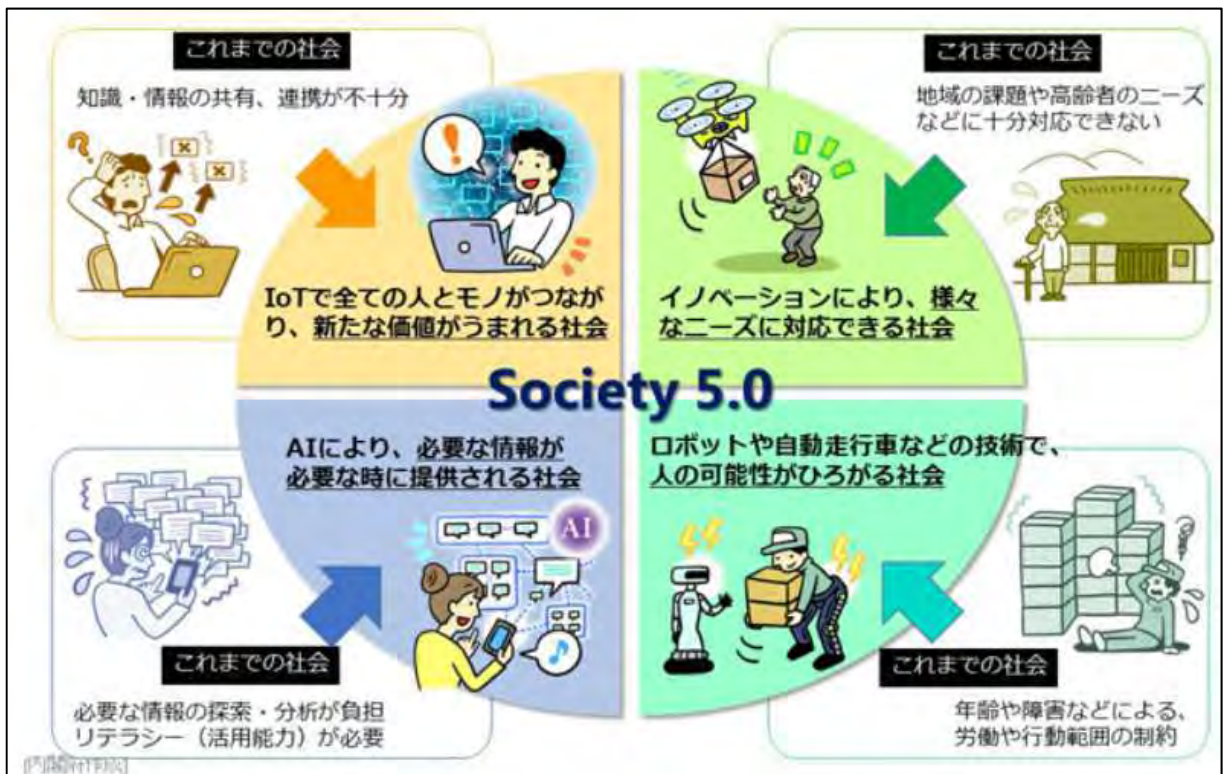 これまでの社会
知識・情報の共有、連携が不十分
IoTで全ての人とモノがつなが
り、新たな価値がうまれる社会
これまでの社会
地域の課題や高齢者のニーズ
などに十分対応できない
イノベーションにより、様々
なニーズに対応できる社会
Society 5.0
AIにより、必要な情報が
必要な時に提供される社会
AI
これまでの社会
必要な情報の探索・分析が負担
リテラシー（活用能力）が必要
ロボットや自動走行車などの技術で、
人の可能性がひろがる社会
これまでの社会
年齢や障害などによる、
労働や行動範囲の制約
[内閣府作成]